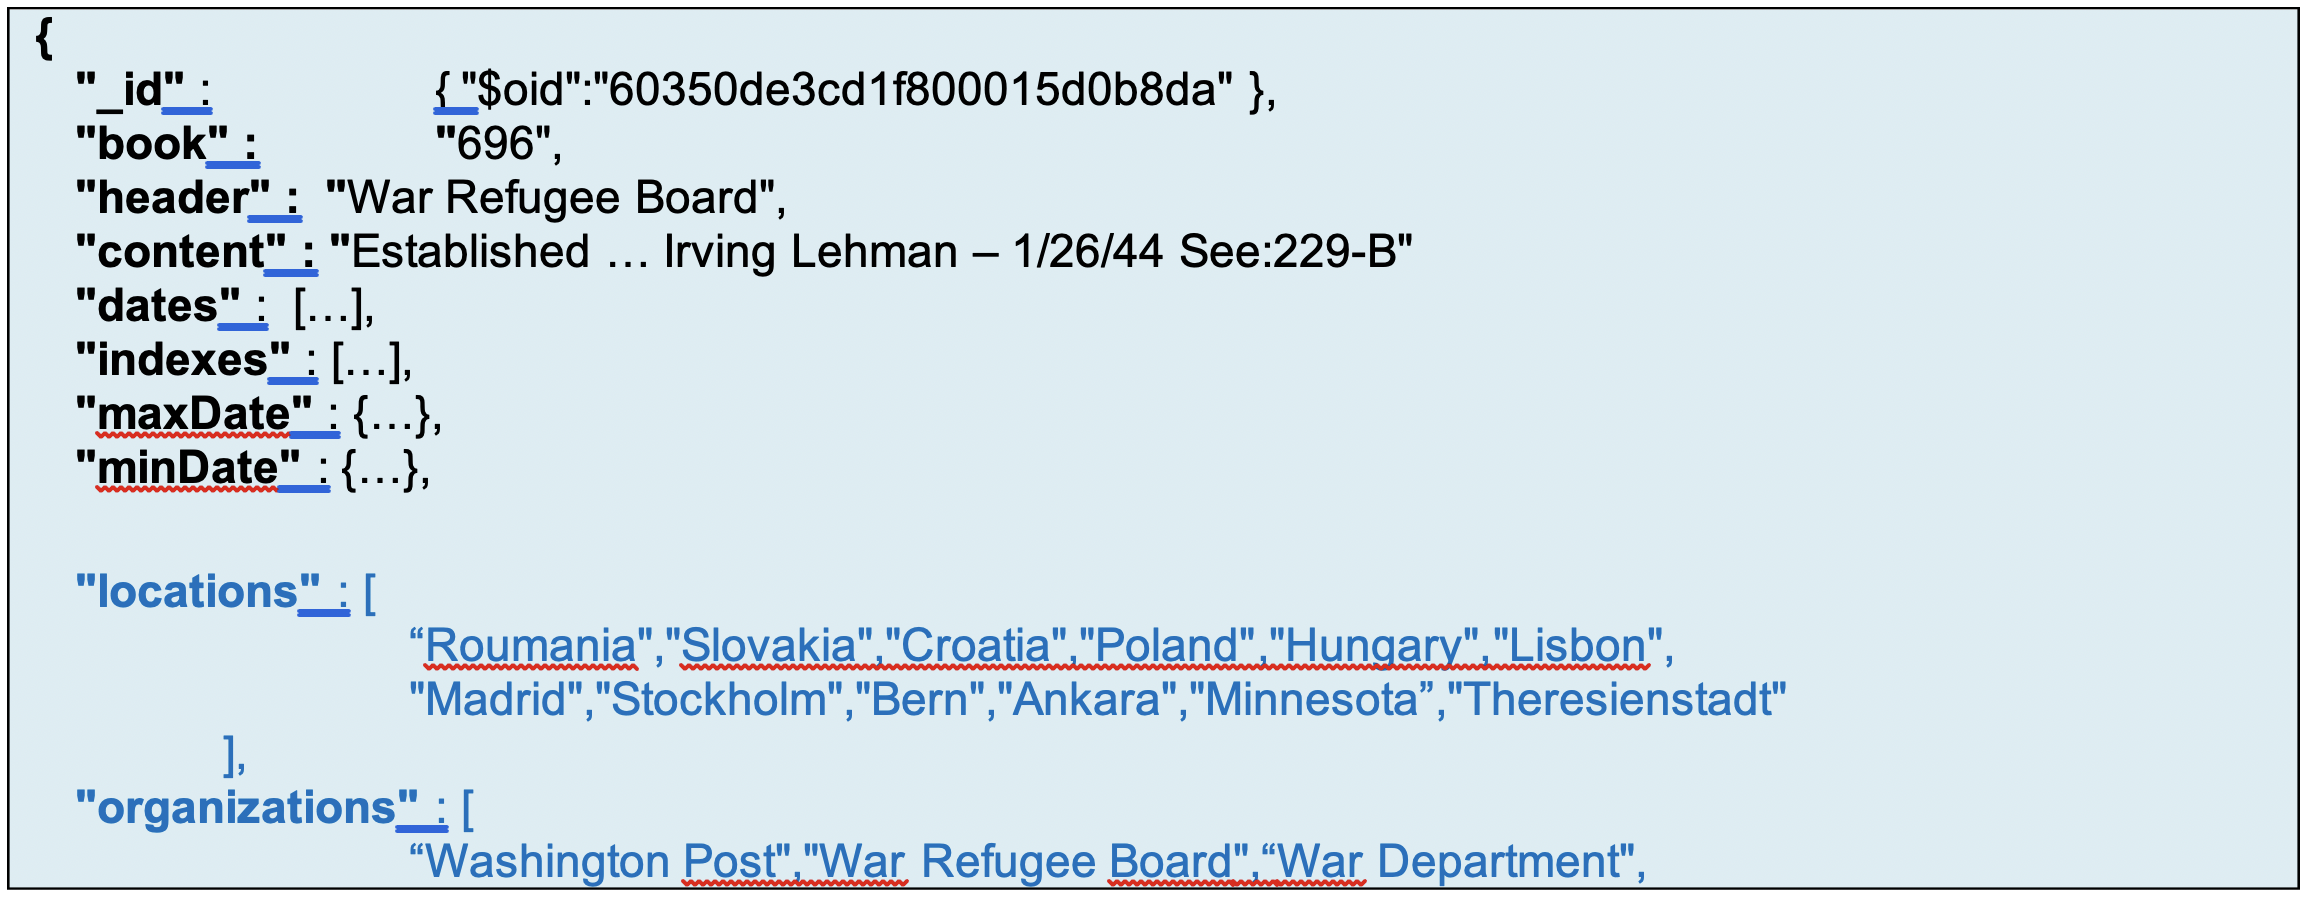 {
"_id" : { "$oid":"60350de3cd1f800015d0b8da" },
"book" : "696",
"header" : "War Refugee Board",
"content" : "Established … Irving Lehman – 1/26/44 See:229-B"
"dates" : […],
"indexes" : […],
"maxDate" : {…},
"minDate" : {…},
"locations" : [
“Roumania","Slovakia","Croatia","Poland","Hungary","Lisbon",
"Madrid","Stockholm","Bern","Ankara","Minnesota”,"Theresienstadt"
],
"organizations" : [
“Washington Post","War Refugee Board",“War Department",